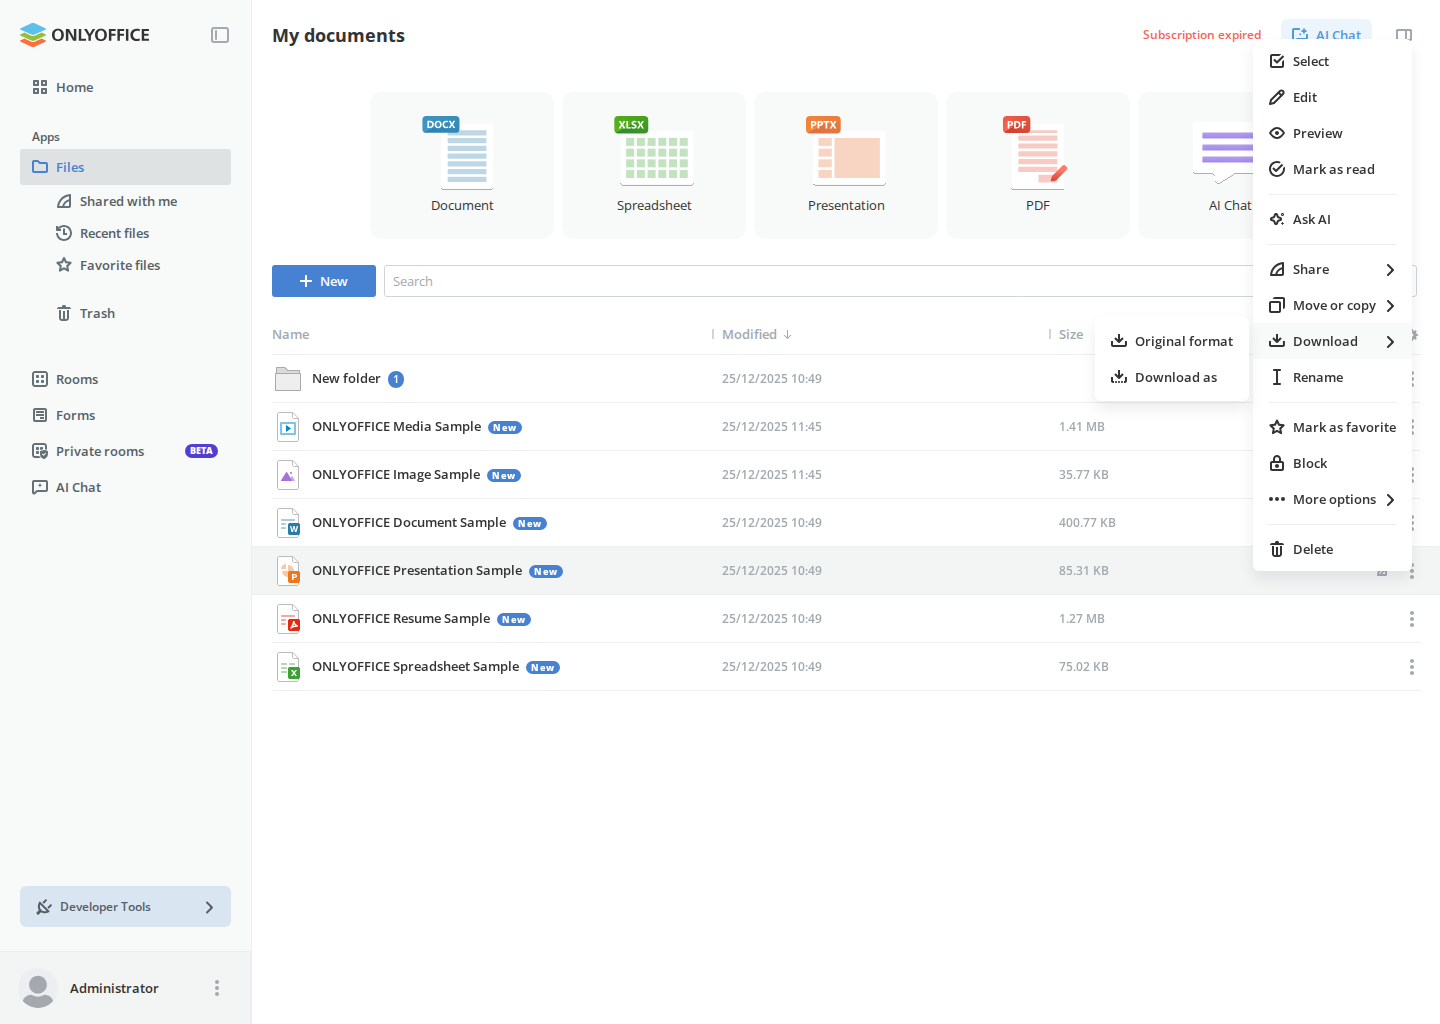 ONLYOFFICE
Home
Apps
Files
Shared with me
Recent files
Favorite files
Trash
Rooms
Forms
Private rooms BETA
AI Chat
Developer Tools
Administrator
My documents
Subscription expired
AI Chat
DOCX
Document
XLSX
Spreadsheet
PPTX
Presentation
PDF
PDF
AI Chat
New
Search
Name Modified Size
New folder 1 25/12/2025 10:49
ONLYOFFICE Media Sample New 25/12/2025 11:45 1.41 MB
ONLYOFFICE Image Sample New 25/12/2025 11:45 35.77 KB
ONLYOFFICE Document Sample New 25/12/2025 10:49 400.77 KB
ONLYOFFICE Presentation Sample New 25/12/2025 10:49 85.31 KB
ONLYOFFICE Resume Sample New 25/12/2025 10:49 1.27 MB
ONLYOFFICE Spreadsheet Sample New 25/12/2025 10:49 75.02 KB
Original format
Download as
Select
Edit
Preview
Mark as read
Ask AI
Share
Move or copy
Download
Rename
Mark as favorite
Block
More options
Delete